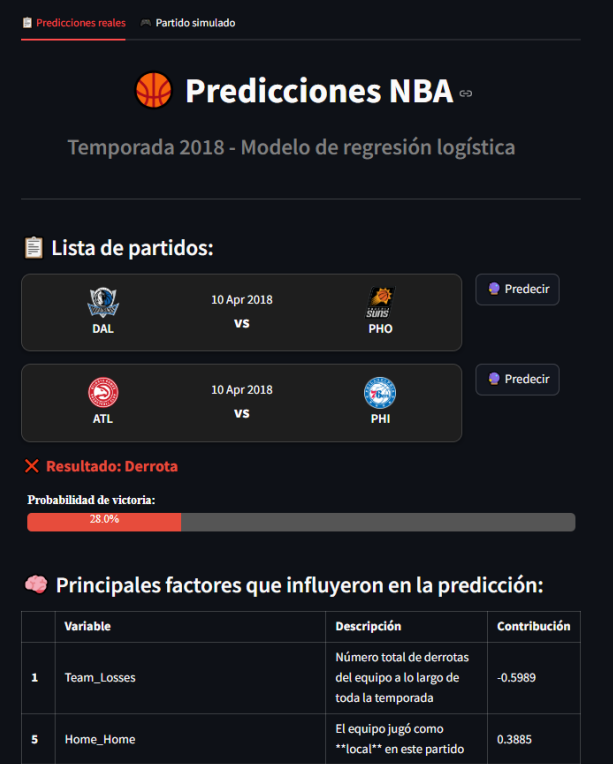 Predicciones reales Partido simulado
Predicciones NBA
Temporada 2018 - Modelo de regresión logística
Lista de partidos:
10 Apr 2018
vs
DAL
SUNS
PHO
Predecir
10 Apr 2018
vs
ATL
76
PHI
Predecir
Resultado: Derrota
Probabilidad de victoria:
28.0%
Principales factores que influyeron en la predicción:
Variable Descripción Contribución
1 Team_Losses Número total de derrotas
del equipo a lo largo de
toda la temporada
-0.5989
5 Home_Home El equipo jugó como
**local** en este partido
0.3885